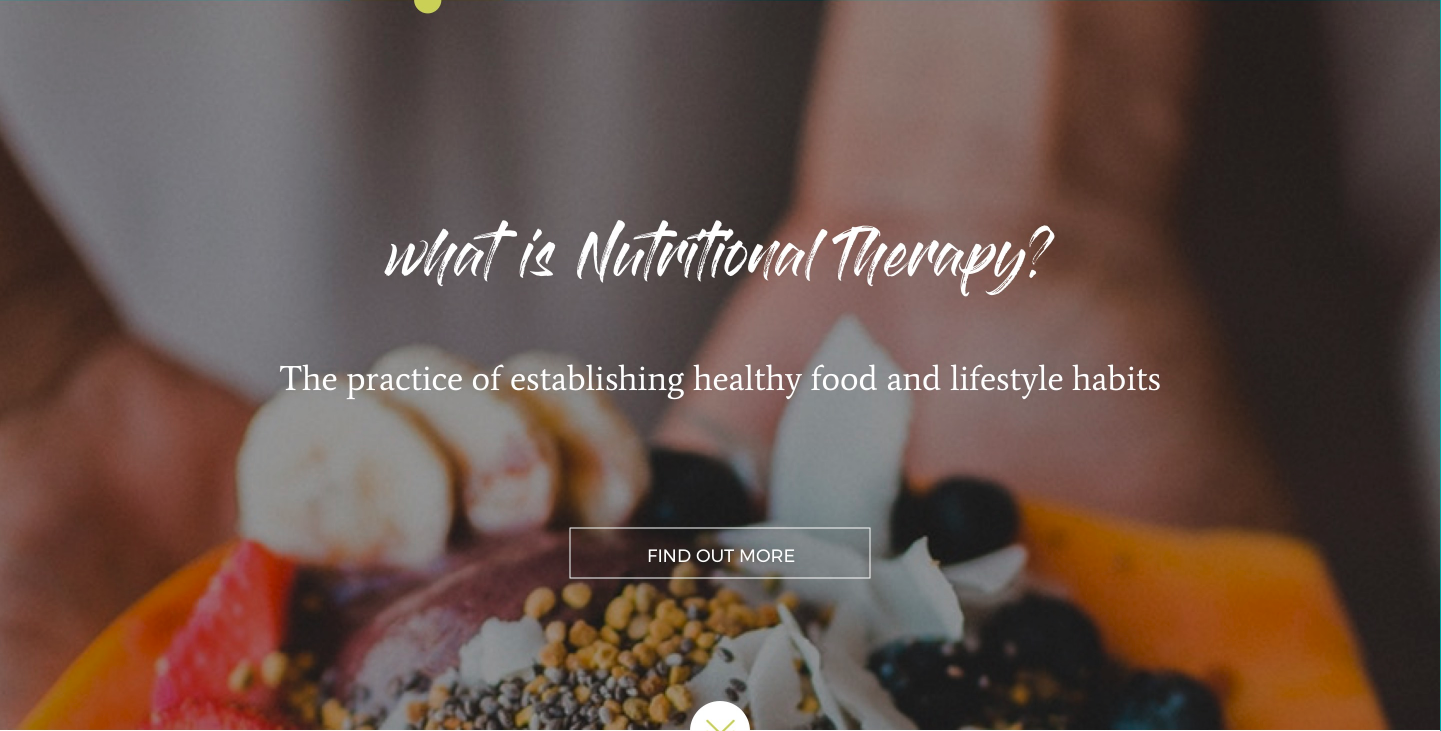 what is Nutritional Therapy?
The practice of establishing healthy food and lifestyle habits
FIND OUT MORE